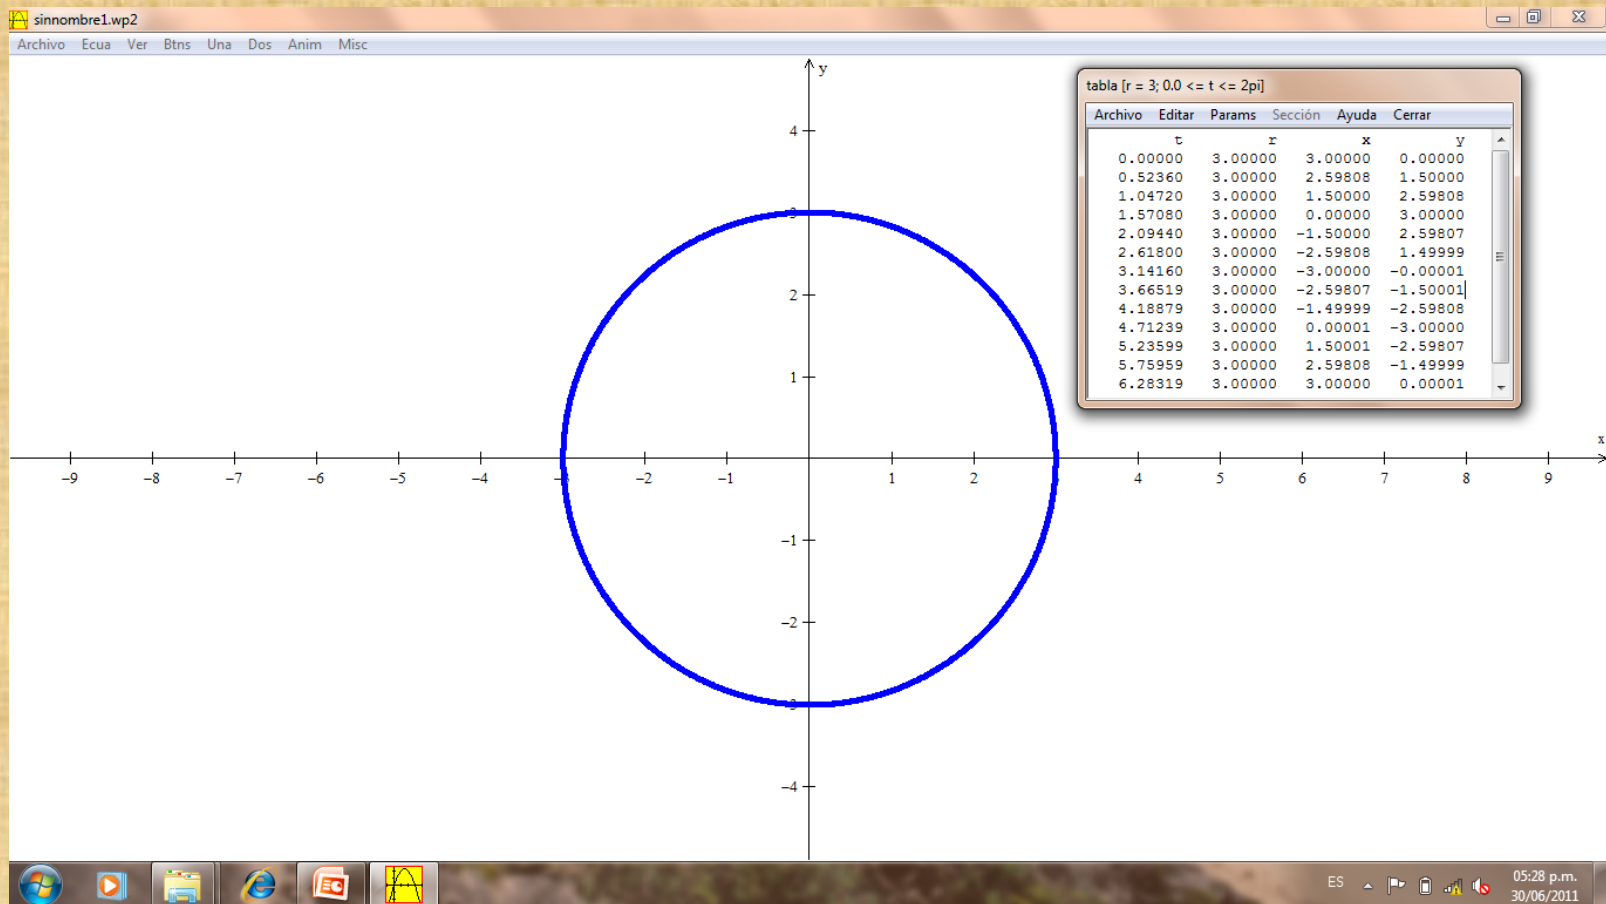 sinnombre1.wp2
Archivo Ecua Ver Btns Una Dos Anim Misc
y
tabla [r = 3; 0.0 <= t <= 2pi]
Archivo Editar Params Sección Ayuda Cerrar
t r x y
0.00000 3.00000 3.00000 0.00000
0.52360 3.00000 2.59808 1.50000
1.04720 3.00000 1.50000 2.59808
1.57080 3.00000 0.00000 3.00000
2.09440 3.00000 -1.50000 2.59807
2.61800 3.00000 -2.59808 1.49999
3.14160 3.00000 -3.00000 -0.00001
3.66519 3.00000 -2.59807 -1.50001
4.18879 3.00000 -1.49999 -2.59808
4.71239 3.00000 0.00001 -3.00000
5.23599 3.00000 1.50001 -2.59807
5.75959 3.00000 2.59808 -1.49999
6.28319 3.00000 3.00000 0.00001
4
3
2
1
x
−9 −8 −7 −6 −5 −4 −3 −2 −1 1 2 4 5 6 7 8 9
−1
−2
−3
−4
ES
05:28 p.m.
30/06/2011